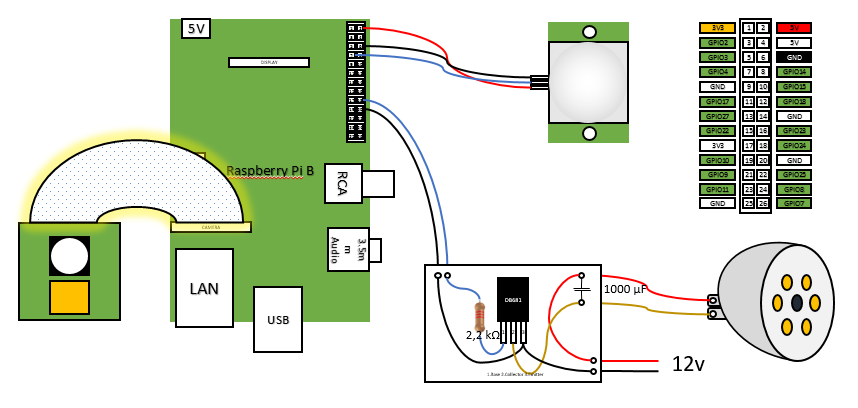 5V
DISPLAY
Raspberry Pi B
RCA
3.5m
m
Audio
CAMERA
LAN
USB
3V3 1 2 5V
GPIO2 3 4 5V
GPIO3 5 6 GND
GPIO4 7 8 GPIO14
GND 9 10 GPIO15
GPIO17 11 12 GPIO18
GPIO27 13 14 GND
GPIO22 15 16 GPIO23
3V3 17 18 GPIO24
GPIO10 19 20 GND
GPIO9 21 22 GPIO25
GPIO11 23 24 GPIO8
GND 25 26 GPIO7
1000 µF
DB681
2,2 kΩ
1.Base 2.Collector 3.Emitter
12v